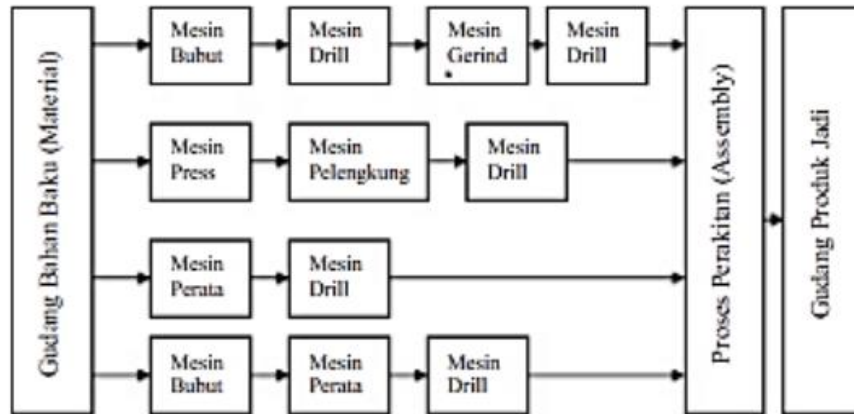 Gudang Bahan Baku (Material)
Mesin
Bubut
Mesin
Drill
Mesin
Gerind
Mesin
Drill
Mesin
Press
Mesin
Pelengkung
Mesin
Drill
Mesin
Perata
Mesin
Drill
Mesin
Bubut
Mesin
Perata
Mesin
Drill
Proses Perakitan (Assembly)
Gudang Produk Jadi